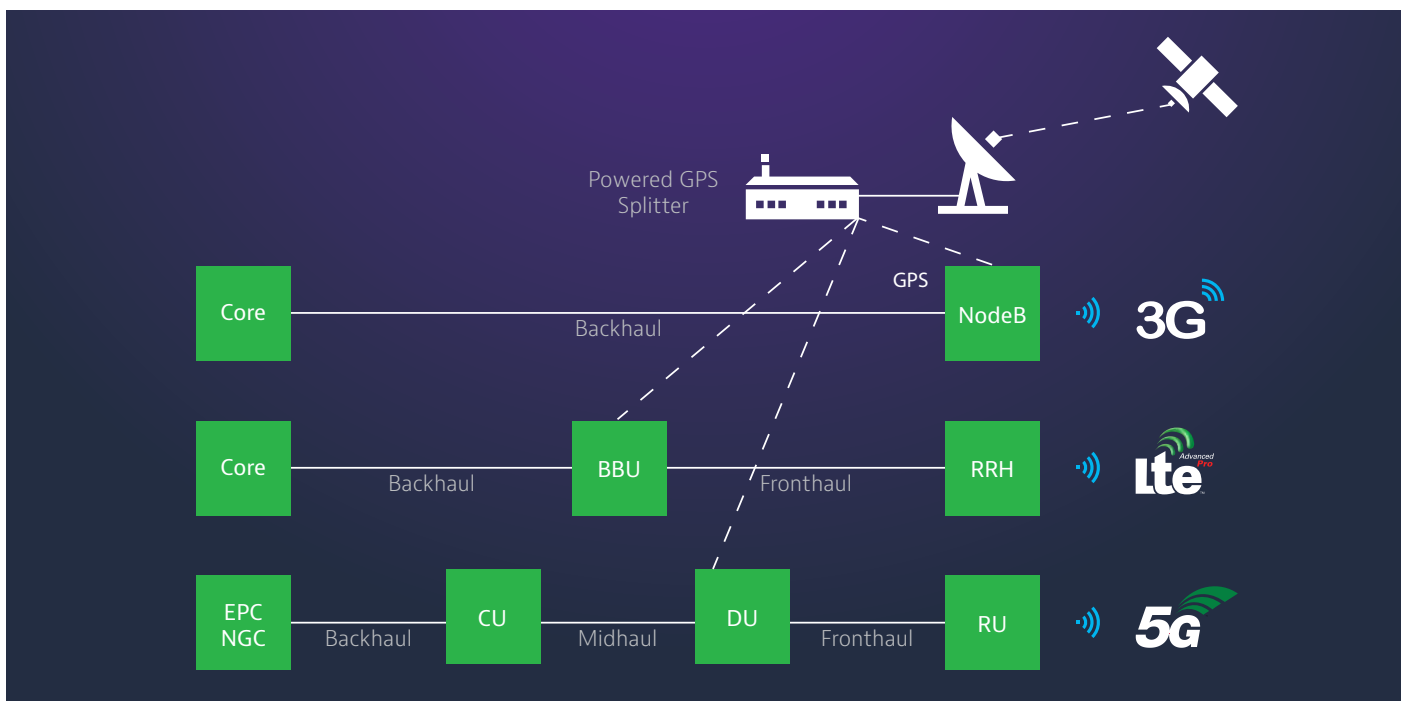 Powered GPS
Splitter
GPS
Core
Backhaul
NodeB
3G
Core
Backhaul
BBU
Fronthaul
RRH
Advanced
Pro
Lte
EPC
NGC
Backhaul
CU
Midhaul
DU
Fronthaul
RU
5G